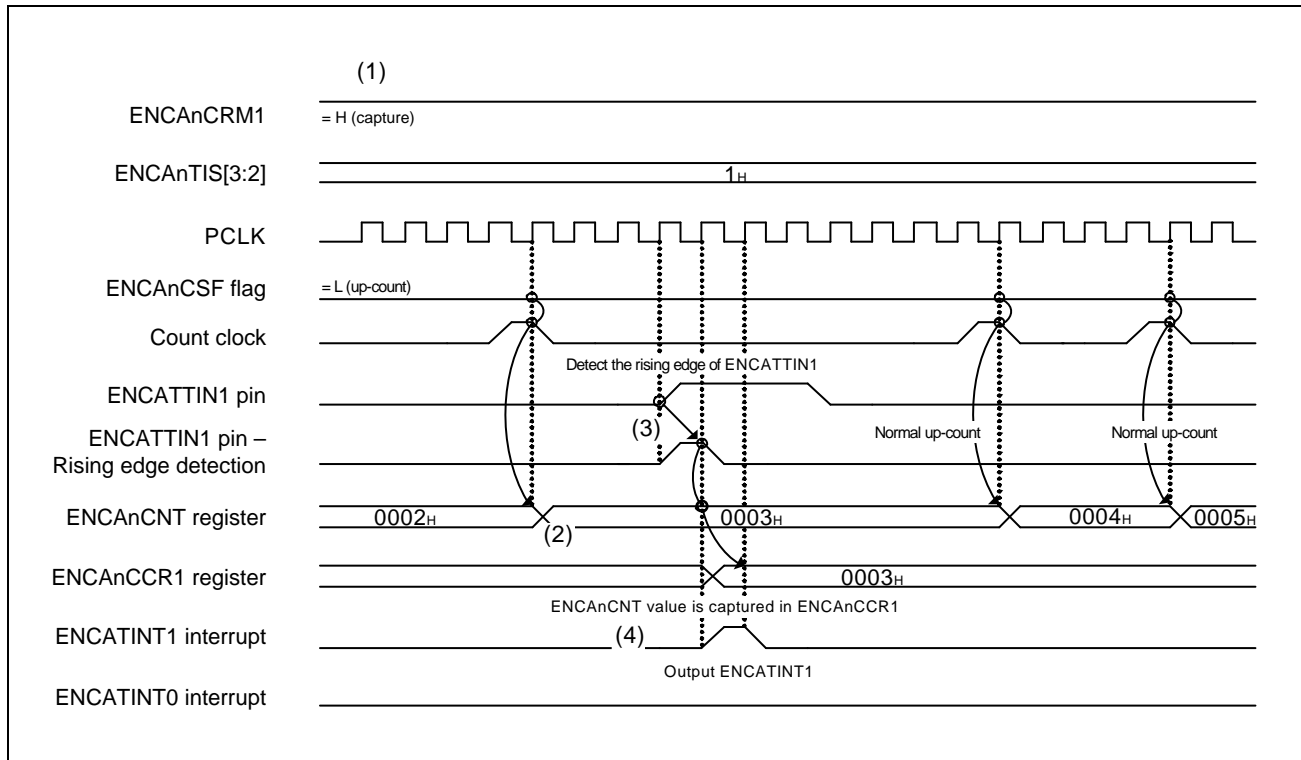 (1)
ENCAnCRM1
= H (capture)
ENCAnTIS[3:2]
1H
PCLK
ENCAnCSF flag
= L (up-count)
Count clock
Detect the rising edge of ENCATTIN1
ENCATTIN1 pin
(3)
Normal up-count
Normal up-count
ENCATTIN1 pin –
Rising edge detection
ENCAnCNT register
0002H
(2)
0003H
0004H
0005H
ENCAnCCR1 register
0003H
ENCAnCNT value is captured in ENCAnCCR1
ENCATINT1 interrupt
(4)
Output ENCATINT1
ENCATINT0 interrupt